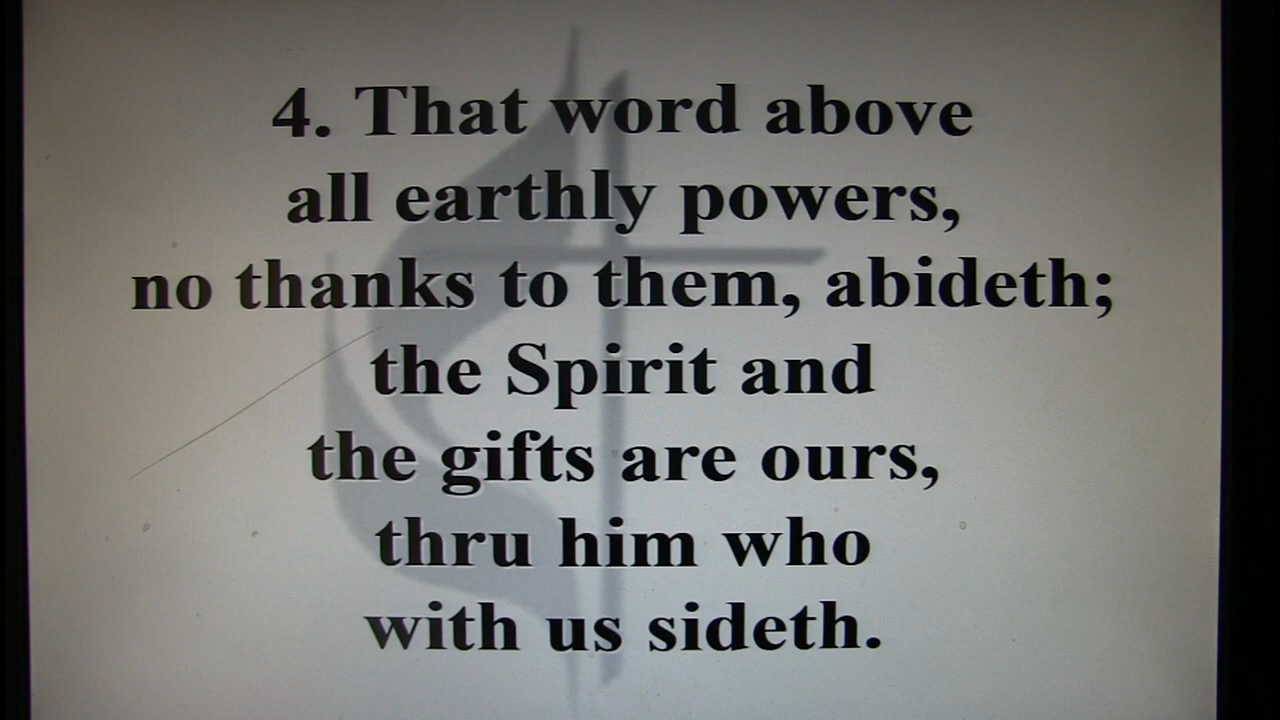 4. That word above
all earthly powers,
no thanks to them, abideth;
the Spirit and
the gifts are ours,
thru him who
with us sideth.